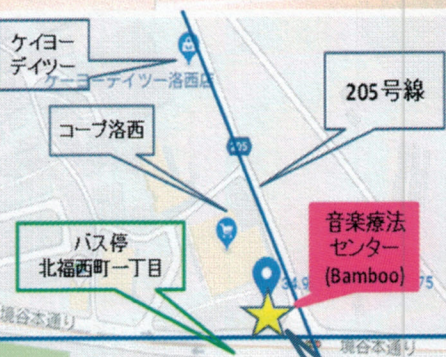 ケイヨー
デイツー
ケーヨーデイツー洛西店
205号線
コープ洛西
205
音楽療法
センター
(Bamboo)
バス停
北福西町一丁目
34.9
75
境谷本通り
境谷本通り